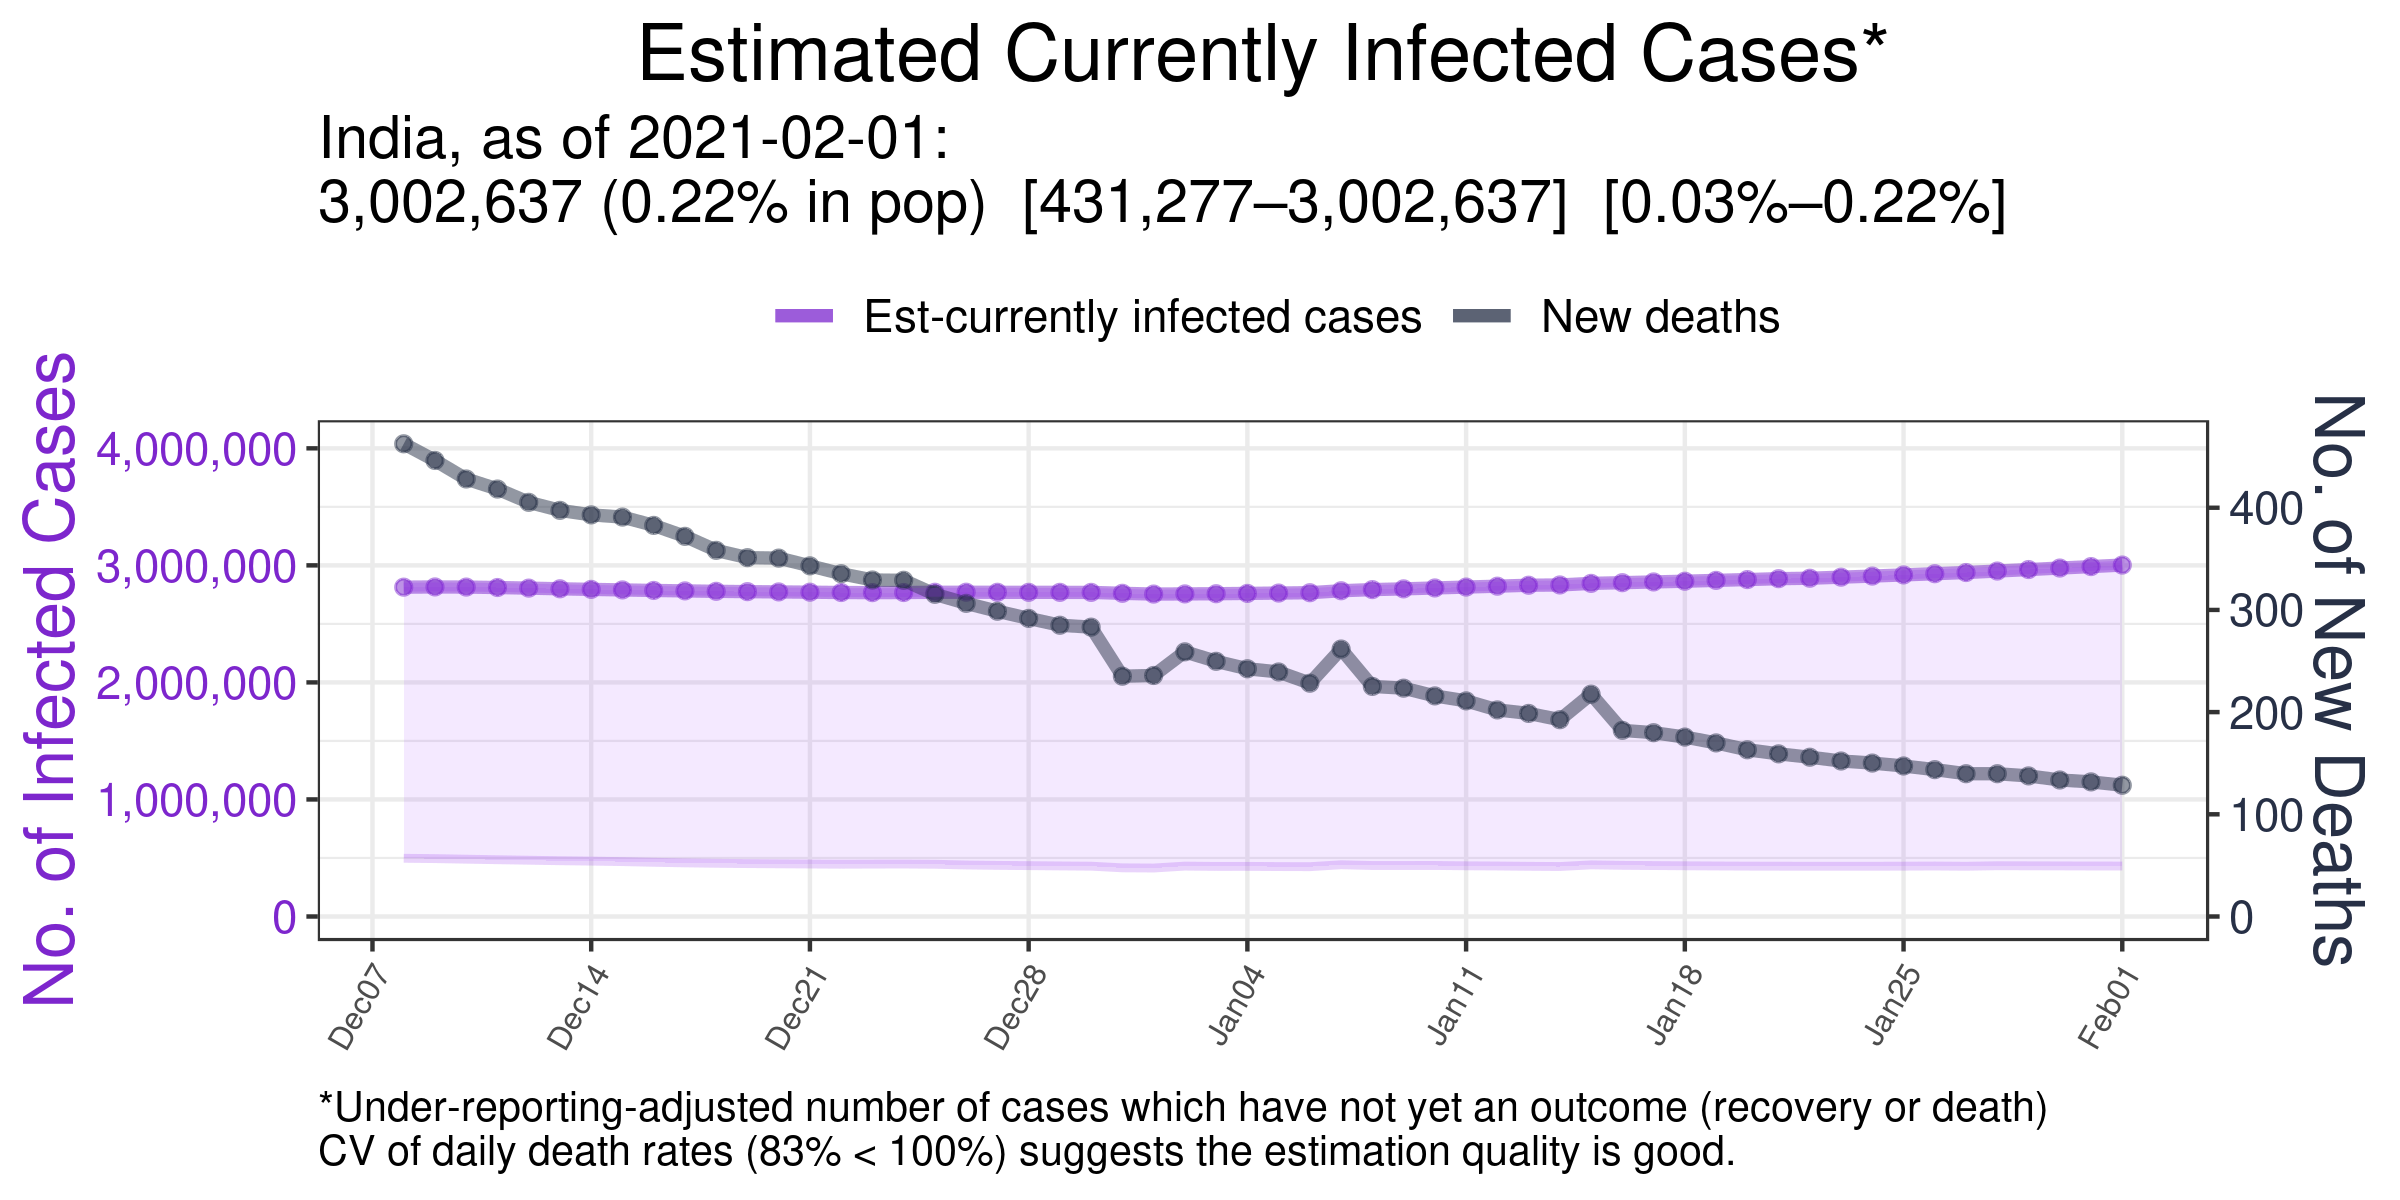 Estimated Currently Infected Cases*
India, as of 2021-02-01:
3,002,637 (0.22% in pop)  [431,277–3,002,637]  [0.03%–0.22%]
Est-currently infected cases
New deaths
No. of Infected Cases
4,000,000
3,000,000
2,000,000
1,000,000
0
No. of New Deaths
400
300
200
100
0
Dec07
Dec14
Dec21
Dec28
Jan04
Jan11
Jan18
Jan25
Feb01
*Under-reporting-adjusted number of cases which have not yet an outcome (recovery or death)
CV of daily death rates (83% < 100%) suggests the estimation quality is good.